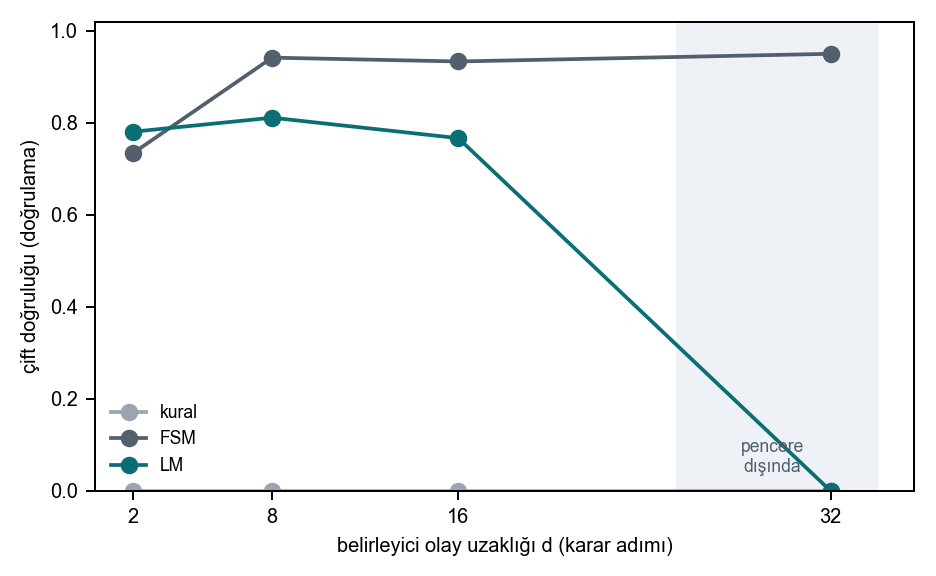 çift doğruluğu (doğrulama)
1.0
0.8
0.6
0.4
0.2
0.0
kural
FSM
LM
pencere
dışında
2 8 16 32
belirleyici olay uzaklığı d (karar adımı)